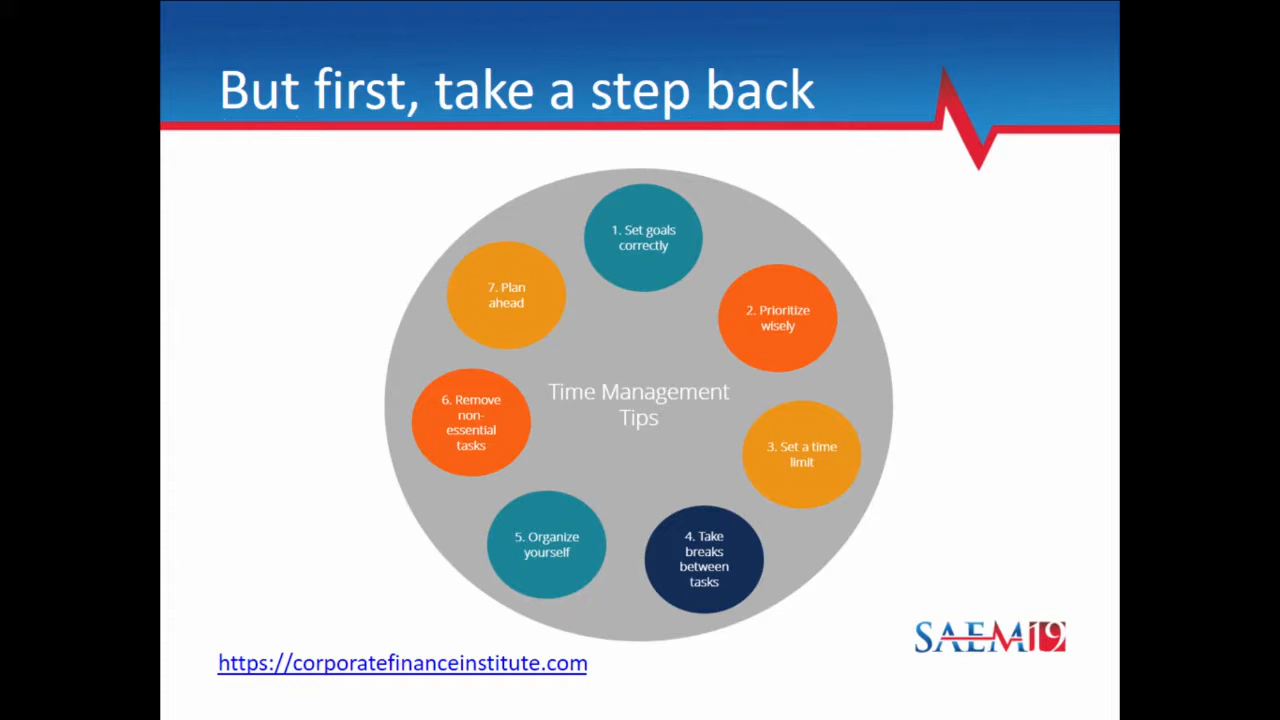 But first, take a step back
1. Set goals
correctly
2. Prioritize
wisely
3. Set a time
limit
4. Take
breaks
between
tasks
5. Organize
yourself
6. Remove
non-
essential
tasks
7. Plan
ahead
Time Management
Tips
SAEM19
https://corporatefinanceinstitute.com